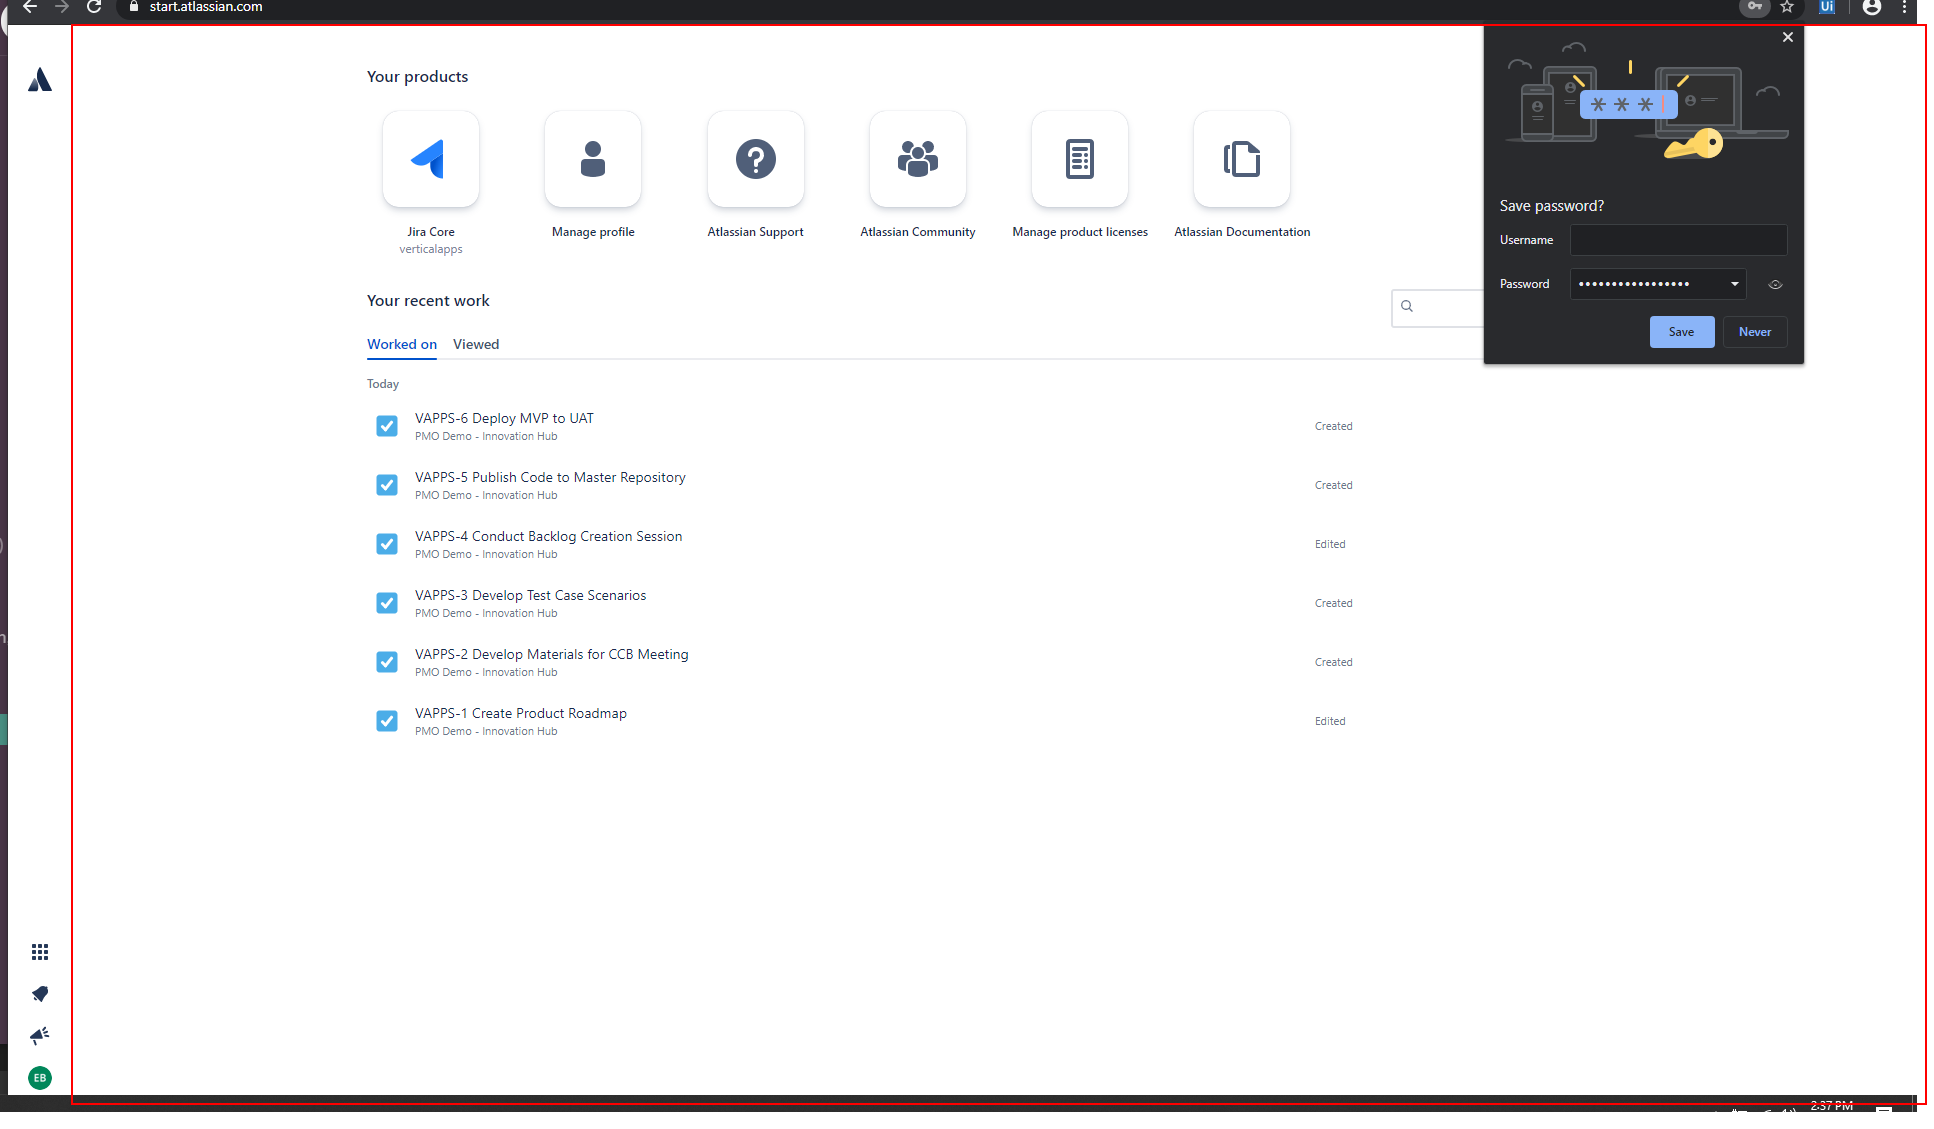 start.atlassian.com
Ui
Your products
Jira Core
verticalapps
Manage profile
Atlassian Support
Atlassian Community
Manage product licenses
Atlassian Documentation
Save password?
Username
Password
Save
Never
Your recent work
Worked on
Viewed
Today
VAPPS-6 Deploy MVP to UAT
PMO Demo - Innovation Hub
Created
VAPPS-5 Publish Code to Master Repository
PMO Demo - Innovation Hub
Created
VAPPS-4 Conduct Backlog Creation Session
PMO Demo - Innovation Hub
Edited
VAPPS-3 Develop Test Case Scenarios
PMO Demo - Innovation Hub
Created
VAPPS-2 Develop Materials for CCB Meeting
PMO Demo - Innovation Hub
Created
VAPPS-1 Create Product Roadmap
PMO Demo - Innovation Hub
Edited
EB
2:37 PM